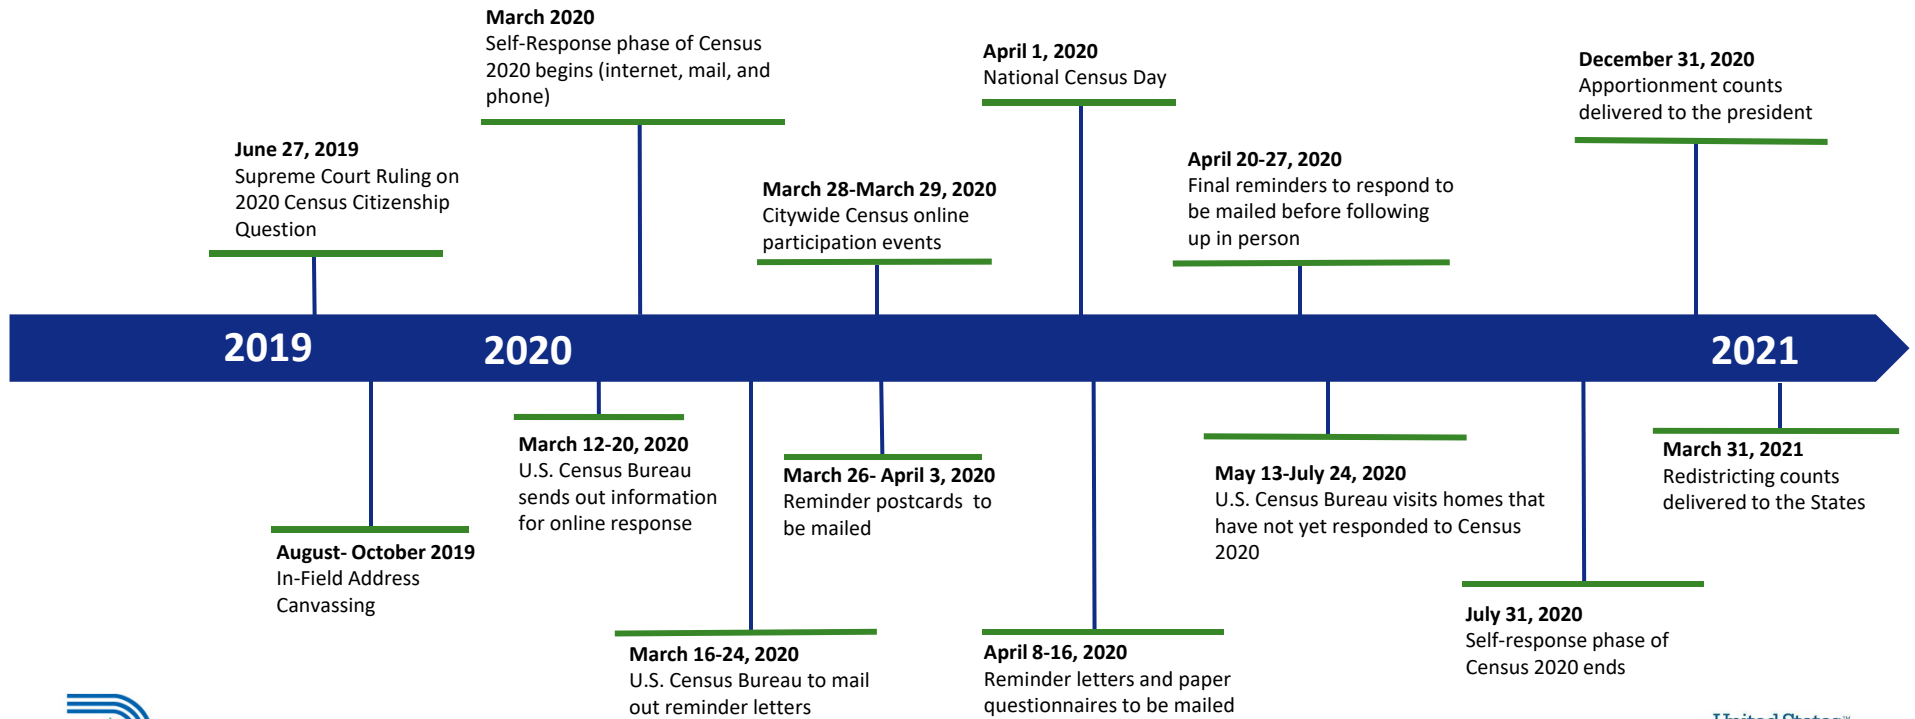 March 2020
Self-Response phase of Census
2020 begins (internet, mail, and
phone)
April 1, 2020
National Census Day
December 31, 2020
Apportionment counts
delivered to the president
June 27, 2019
Supreme Court Ruling on
2020 Census Citizenship
Question
March 28-March 29, 2020
Citywide Census online
participation events
April 20-27, 2020
Final reminders to respond to
be mailed before following
up in person
2019
2020
2021
March 12-20, 2020
U.S. Census Bureau
sends out information
for online response
March 26- April 3, 2020
Reminder postcards to
be mailed
May 13-July 24, 2020
U.S. Census Bureau visits homes that
have not yet responded to Census
2020
March 31, 2021
Redistricting counts
delivered to the States
August- October 2019
In-Field Address
Canvassing
March 16-24, 2020
U.S. Census Bureau to mail
out reminder letters
April 8-16, 2020
Reminder letters and paper
questionnaires to be mailed
July 31, 2020
Self-response phase of
Census 2020 ends
United States™